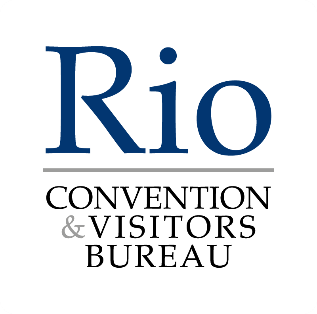 Rio
CONVENTION
&VISITORS
BUREAU